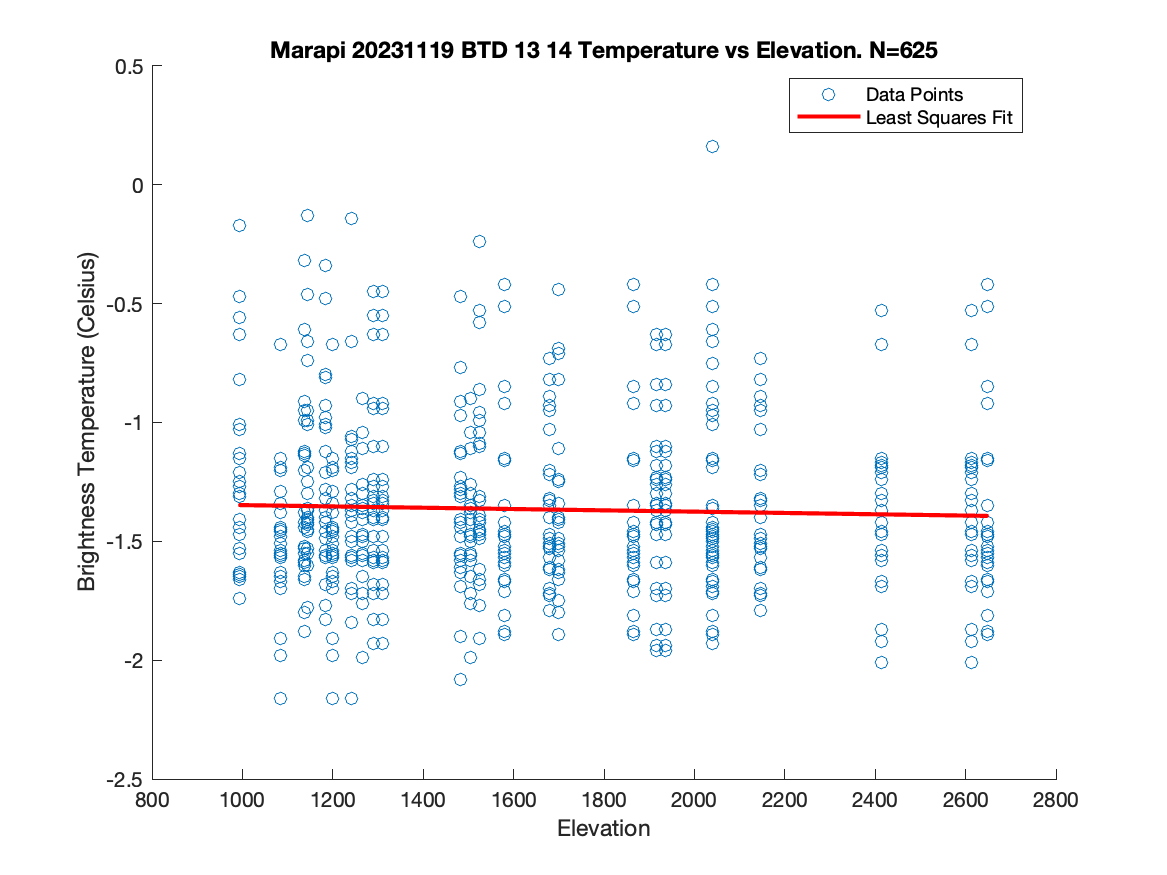 Marapi 20231119 BTD 13 14 Temperature vs Elevation. N=625
Data Points
Least Squares Fit
Brightness Temperature (Celsius)
0.5
0
-0.5
-1
-1.5
-2
-2.5
800 1000 1200 1400 1600 1800 2000 2200 2400 2600 2800
Elevation